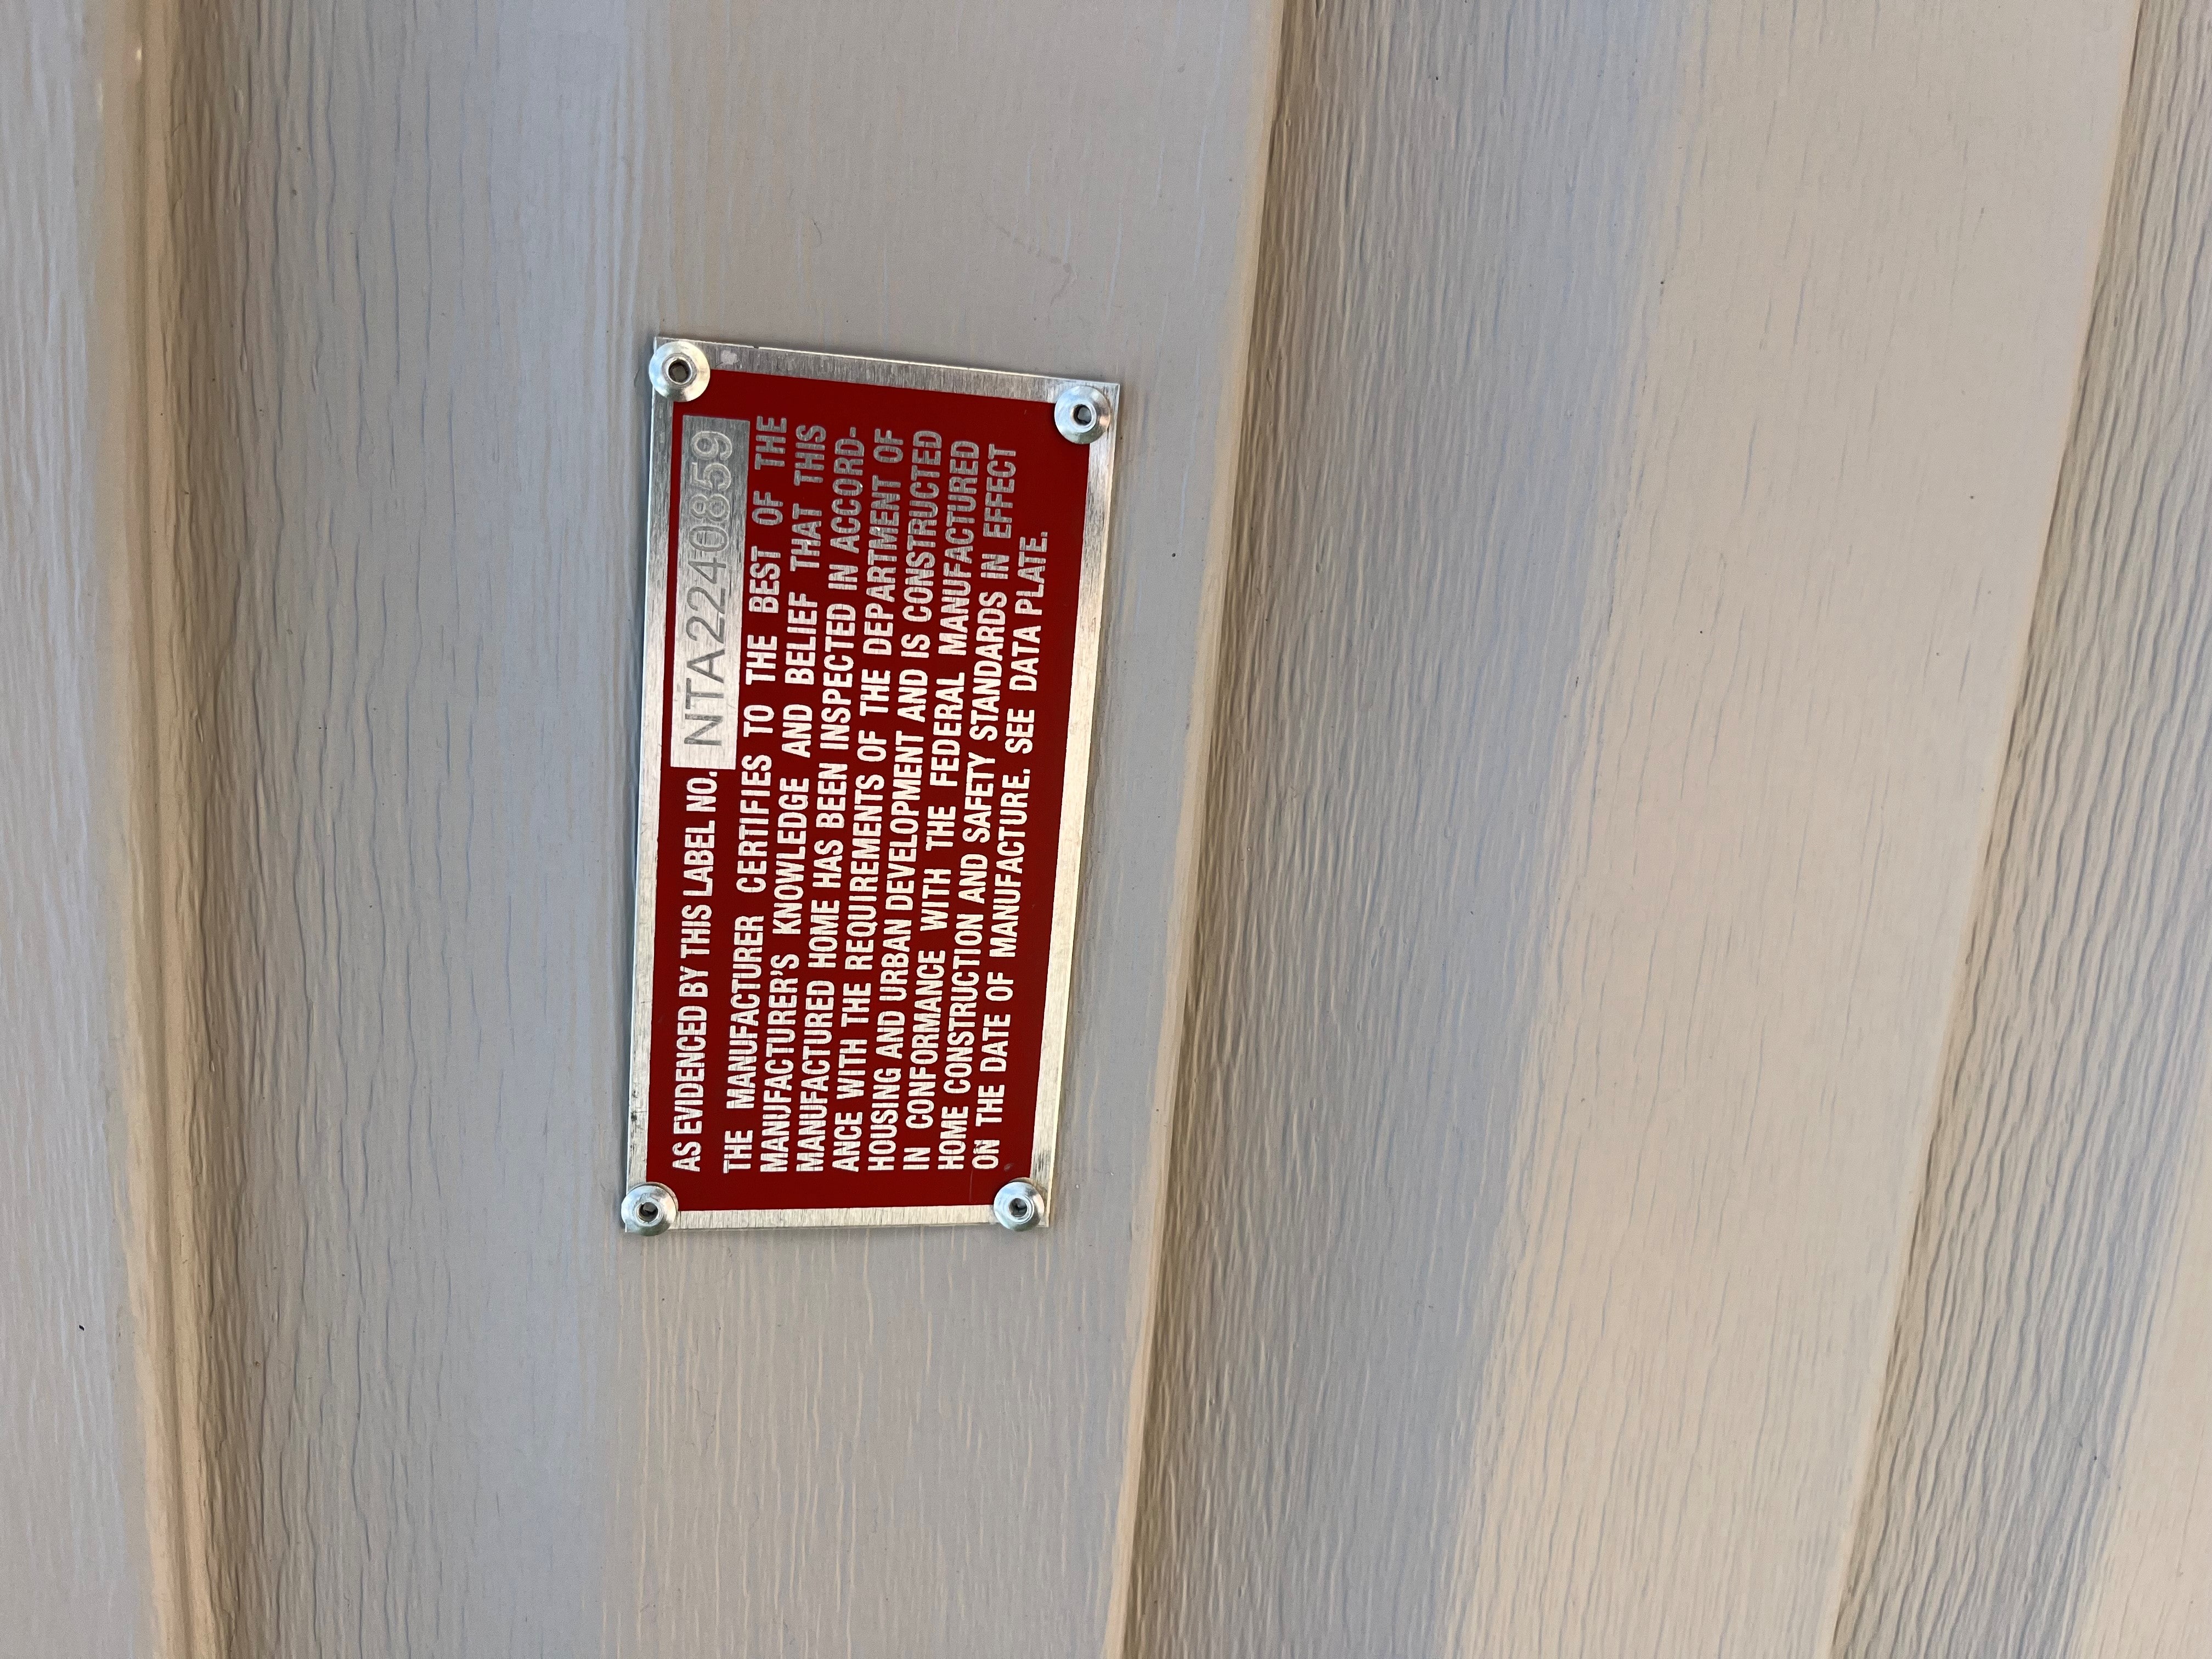 AS EVIDENCED BY THIS LABEL NO. NTA2240859
THE MANUFACTURER CERTIFIES TO THE BEST OF THE
MANUFACTURER'S KNOWLEDGE AND BELIEF THAT THIS
MANUFACTURED HOME HAS BEEN INSPECTED IN ACCORD-
ANCE WITH THE REQUIREMENTS OF THE DEPARTMENT OF
HOUSING AND URBAN DEVELOPMENT AND IS CONSTRUCTED
IN CONFORMANCE WITH THE FEDERAL MANUFACTURED
HOME CONSTRUCTION AND SAFETY STANDARDS IN EFFECT
ON THE DATE OF MANUFACTURE. SEE DATA PLATE.